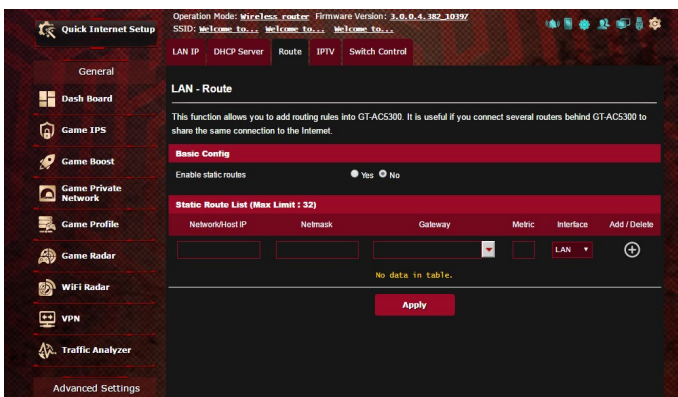 Quick Internet Setup
General
Dash Board
Game IPS
Game Boost
Game Private
Network
Game Profile
Game Radar
WiFi Radar
VPN
Traffic Analyzer
Advanced Settings
Operation Mode: Wireless router Firmware Version: 3.0.0.4.382_10397
SSID: Welcome to... Welcome to... Welcome to...
LAN IP DHCP Server Route IPTV Switch Control
LAN - Route
This function allows you to add routing rules into GT-AC5300. It is useful if you connect several routers behind GT-AC5300 to
share the same connection to the Internet.
Basic Config
Enable static routes Yes No
Static Route List (Max Limit : 32)
Network/Host IP Netmask Gateway Metric Interface Add / Delete
LAN
No data in table.
Apply